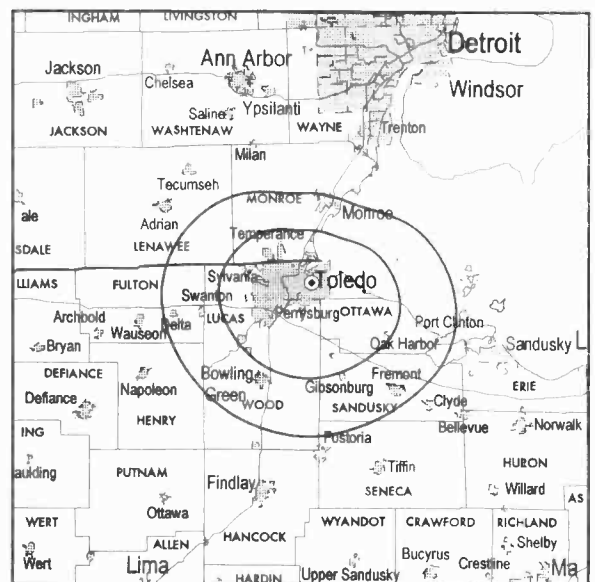 INGHAM
LIVINGSTON
Detroit
Jackson
Ann Arbor
Chelsea
Windsor
Saline
Ypsilanti
JACKSON
WASHTENAW
WAYNE
Trenton
Milan
Tecumseh
MONROE
Monroe
ale
Adrian
Temperance
SDALE
LENAWEE
LLIAMS
FULTON
Sylvania
Toledo
Swanton
Archbold
Delta
LUCAS
Perrysburg
OTTAWA
Port Clinton
Wauseon
Bryan
Oak Harbor
Sandusky
L
DEFIANCE
Napoleon
Bowling
Green
Gibsonburg
Fremont
ERIE
Defiance
HENRY
WOOD
SANDUSKY
Clyde
Bellevue
Norwalk
ING
Fostoria
aulding
PUTNAM
Findlay
Tiffin
HURON
SENECA
Willard
AS
Ottawa
WERT
ALLEN
HANCOCK
WYANDOT
CRAWFORD
RICHLAND
Shelby
Wert
Lima
HARDIN
Upper Sandusky
Bucyrus
Crestine
Ma